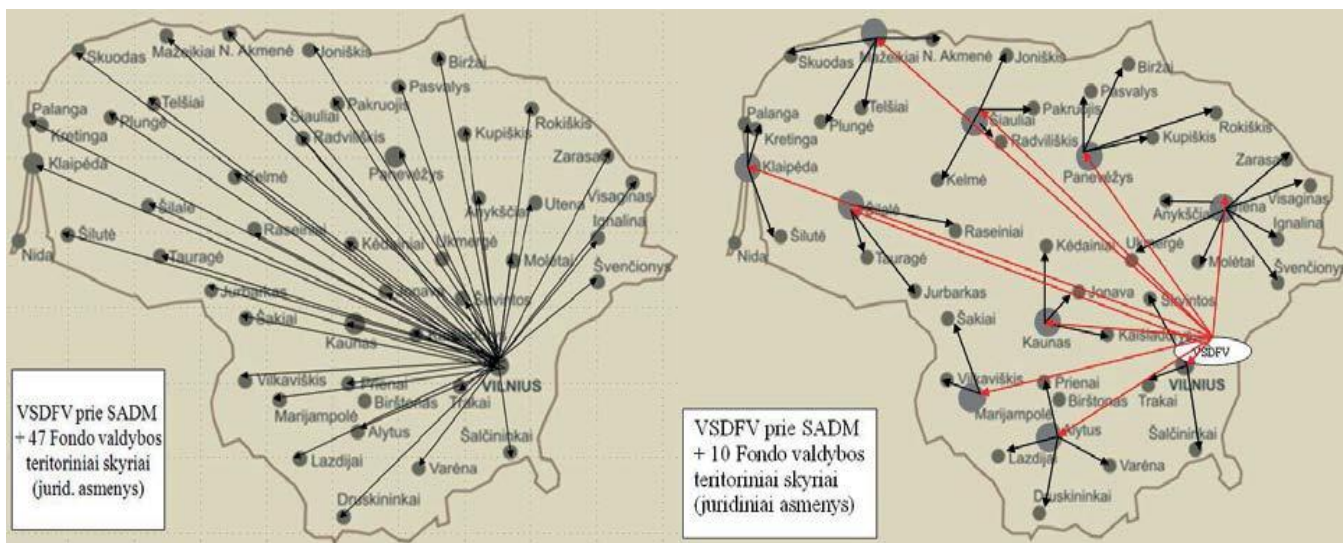 Skuodas
Mažeikiai
N. Akmenė
Joniškis
Biržai
Pasvalys
Telšiai
Palanga
Plungė
Šiauliai
Pakruojis
Rokiškis
Kretinga
Radviliškis
Kupiškis
Klaipėda
Panevėžys
Zarasai
Kelmė
Visaginas
Šilalė
Anykščiai
Utena
Ignalina
Šilutė
Raseiniai
Kėdainiai
Ukmergė
Nida
Tauragė
Molėtai
Švenčionys
Jurbarkas
Jonava
Širvintos
Šakiai
Kaunas
Vilkaviškis
Prienai
VILNIUS
Birštonas
Trakai
Marijampolė
Alytus
Šalčininkai
Lazdijai
Varėna
Druskininkai
VSDFV prie SADM
+ 47 Fondo valdybos
teritoriniai skyriai
(jurid. asmenys)
Skuodas
Mažeikiai
N. Akmenė
Joniškis
Biržai
Pasvalys
Palanga
Telšiai
Plungė
Šiauliai
Pakruojis
Rokiškis
Kretinga
Radviliškis
Kupiškis
Klaipėda
Panevėžys
Zarasai
Kelmė
Visaginas
Šilalė
Anykščiai
Utena
Ignalina
Šilutė
Raseiniai
Kėdainiai
Ukmergė
Nida
Tauragė
Molėtai
Švenčionys
Jurbarkas
Jonava
Širvintos
Šakiai
Kaunas
Kaišiadorys
VSDFV
Vilkaviškis
Prienai
VILNIUS
Birštonas
Trakai
Marijampolė
Alytus
Šalčininkai
Lazdijai
Varėna
Druskininkai
VSDFV prie SADM
+ 10 Fondo valdybos
teritoriniai skyriai
(juridiniai asmenys)